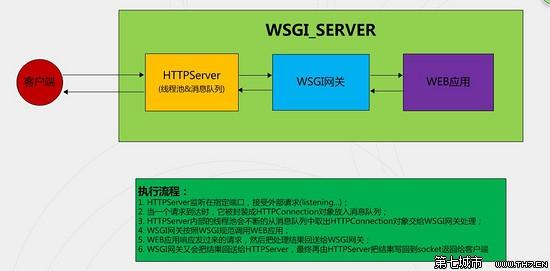 WSGI_SERVER
客户端
HTTPServer
(线程池&消息队列)
WSGI网关
WEB应用
执行流程：
1. HTTPServer监听在指定端口，接受外部请求(listening...)；
2. 当一个请求到达时，它被封装成HTTPConnection对象放入消息队列；
3. HTTPServer内部的线程池会不断的从消息队列中取出HTTPConnection对象交给WSGI网关处理；
4. WSGI网关按照WSGI规范调用WEB应用；
5. WEB应用响应发过来的请求，然后把处理结果回送给WSGI网关；
6. WSGI网关又会把结果回送给HTTPServer，最终再由HTTPServer把结果写回到socket返回给客户端
第七城市 WWW.TH7.CN